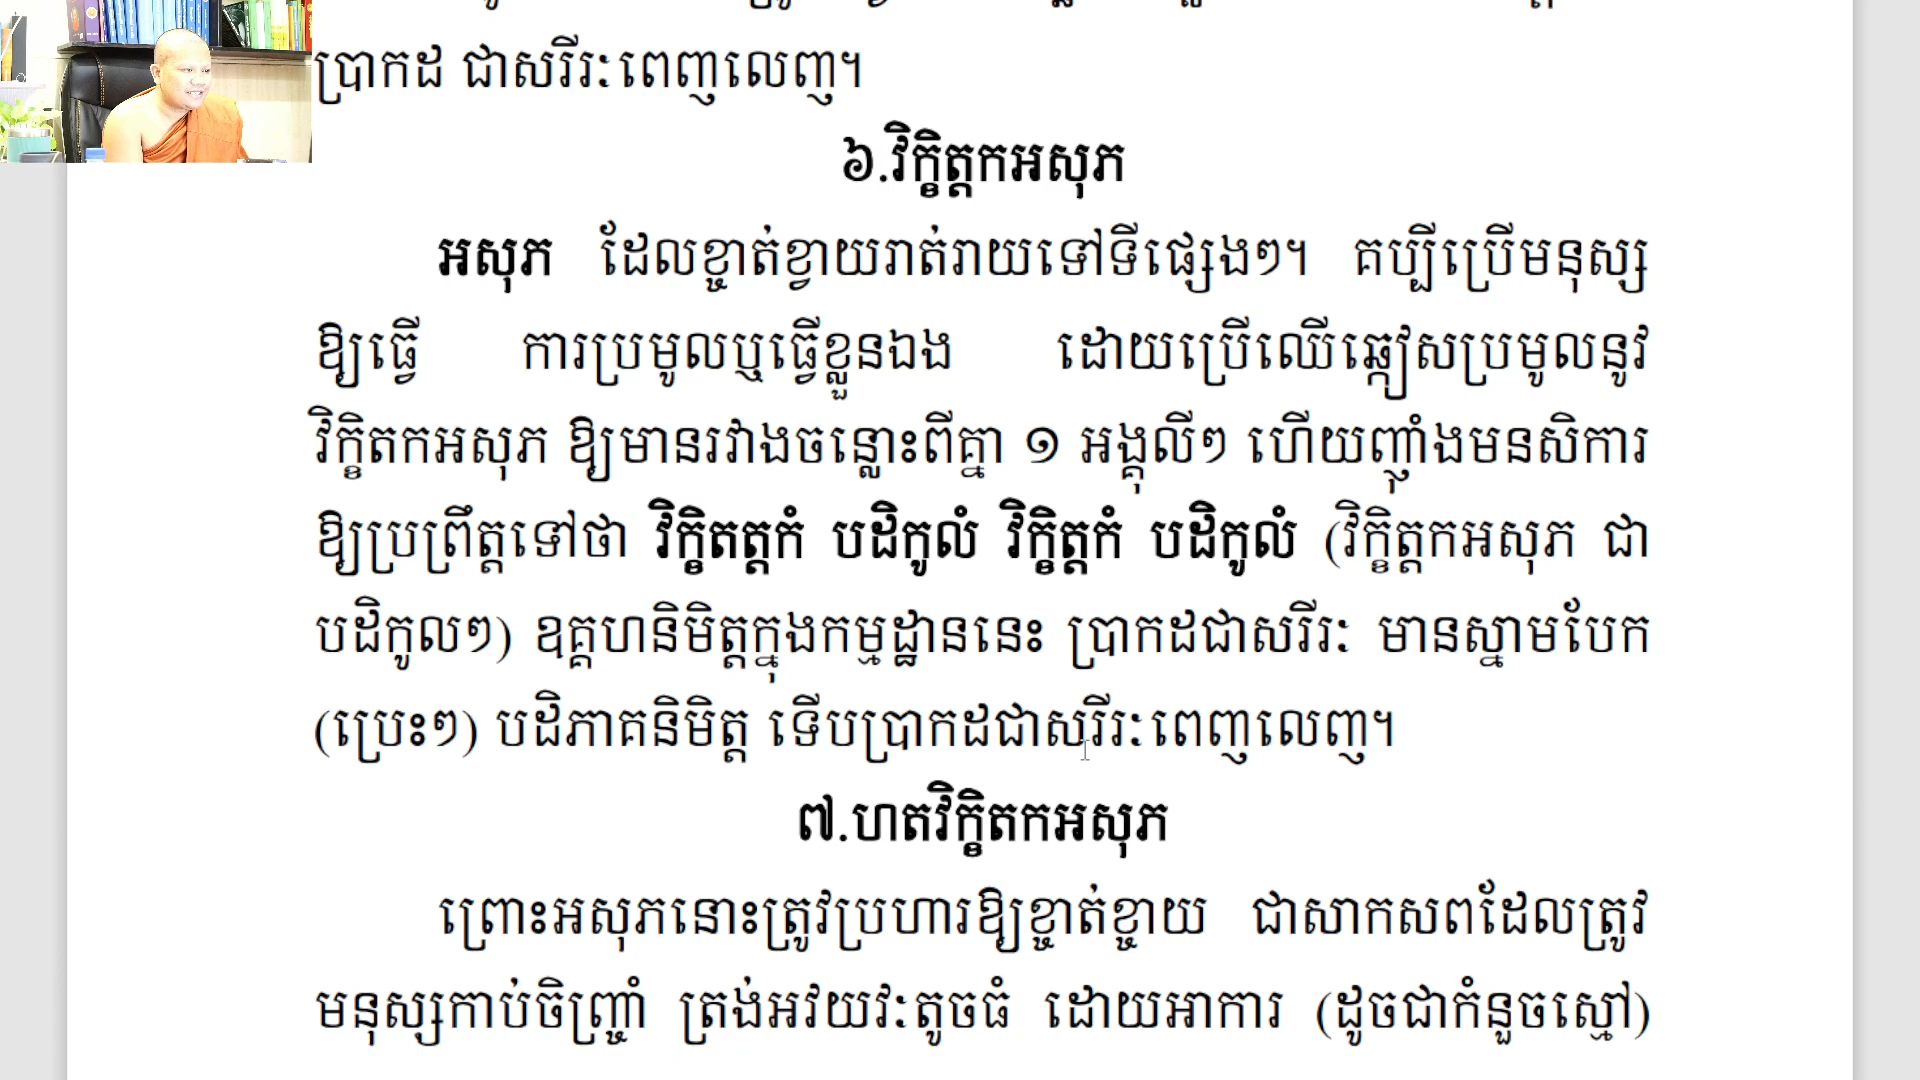 ប្រាកដ ជាសរីរៈពេញលេញ។
៦.វិក្ខិត្តកអសុភ
អសុភ ដែលខ្ចាត់ខ្វាយរាត់រាយទៅទីផ្សេងៗ។ គប្បីប្រើមនុស្ស
ឱ្យធ្វើ ការប្រមូលឬធ្វើខ្លួនឯង ដោយប្រើឈើឆ្កៀសប្រមូលនូវ
វិក្ខិតកអសុភ ឱ្យមានរវាងចន្លោះពីគ្នា ១ អង្គុលីៗ ហើយញ៉ាំងមនសិការ
ឱ្យប្រព្រឹត្តទៅថា វិក្ខិតត្តកំ បដិកូលំ វិក្ខិត្តកំ បដិកូលំ (វិក្ខិត្តកអសុភ ជា
បដិកូលៗ) ឧគ្គហនិមិត្តក្នុងកម្មដ្ឋាននេះ ប្រាកដជាសរីរៈ មានស្នាមបែក
(ប្រេះៗ) បដិភាគនិមិត្ត ទើបប្រាកដជាសរីរៈពេញលេញ។
៧.ហតវិក្ខិតកអសុភ
ព្រោះអសុភនោះត្រូវប្រហារឱ្យខ្ចាត់ខ្ចាយ ជាសាកសពដែលត្រូវ
មនុស្សកាប់ចិញ្ច្រាំ ត្រង់អវយវៈតូចធំ ដោយអាការ (ដូចជាកំនួចស្មៅ)